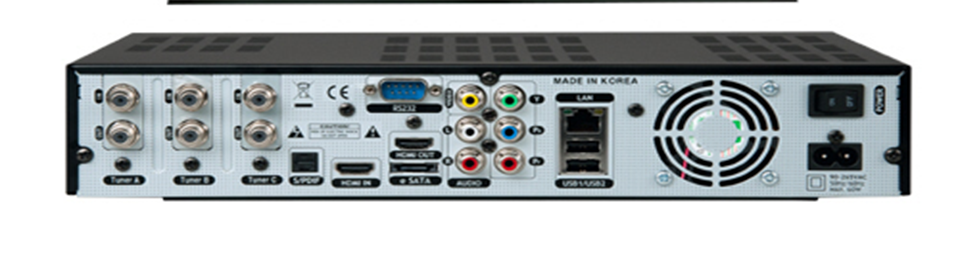 MADE IN KOREA
CE
RS232
LAN
POWER
CAUTION
L
R
Y
HDMI OUT
Tuner A
Tuner B
Tuner C
S/PDIF
HDMI IN
e SATA
AUDIO
USB1/USB2